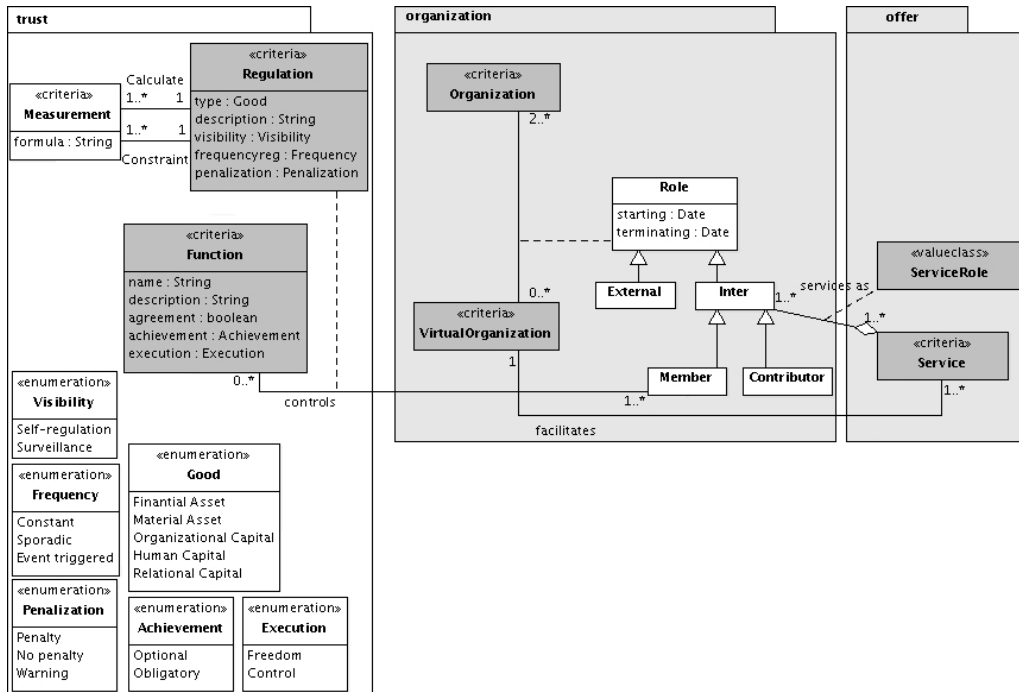 trust
«criteria»
Measurement
formula : String
Calculate
1..* 1
1..* 1
Constraint
«criteria»
Regulation
type : Good
description : String
visibility : Visibility
frequencyreg : Frequency
penalization : Penalization
«criteria»
Function
name : String
description : String
agreement : boolean
achievement : Achievement
execution : Execution
0..*
controls
«enumeration»
Visibility
Self-regulation
Surveillance
«enumeration»
Frequency
Constant
Sporadic
Event triggered
«enumeration»
Penalization
Penalty
No penalty
Warning
«enumeration»
Good
Finantial Asset
Material Asset
Organizational Capital
Human Capital
Relational Capital
«enumeration»
Achievement
Optional
Obligatory
«enumeration»
Execution
Freedom
Control
organization
«criteria»
Organization
2..*
Role
starting : Date
terminating : Date
External
Inter
1..*
0..*
«criteria»
VirtualOrganization
1
Member
1..*
Contributor
facilitates
offer
«valueclass»
ServiceRole
services as
1..*
«criteria»
Service
1..*